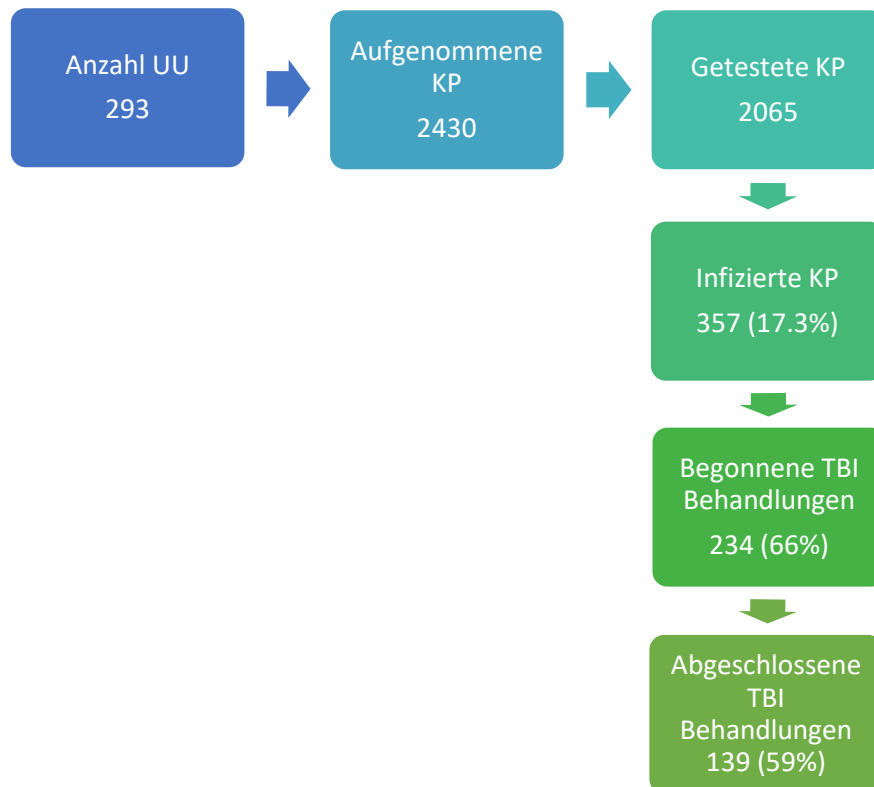 Anzahl UU
293
Aufgenommene
KP
2430
Getestete KP
2065
Infizierte KP
357 (17.3%)
Begonnene TBI
Behandlungen
234 (66%)
Abgeschlossene
TBI
Behandlungen
139 (59%)